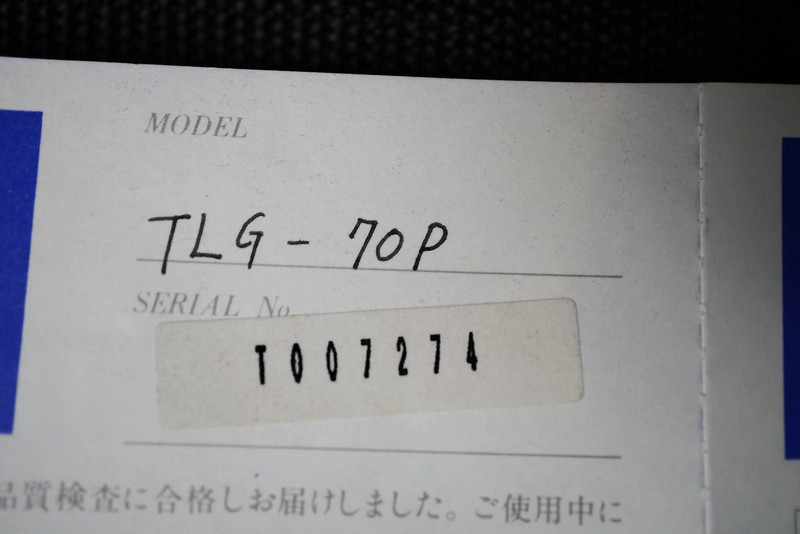 MODEL
TLG-70P
SERIAL No.
T007274
品質検査に合格しお届けしました。ご使用中に